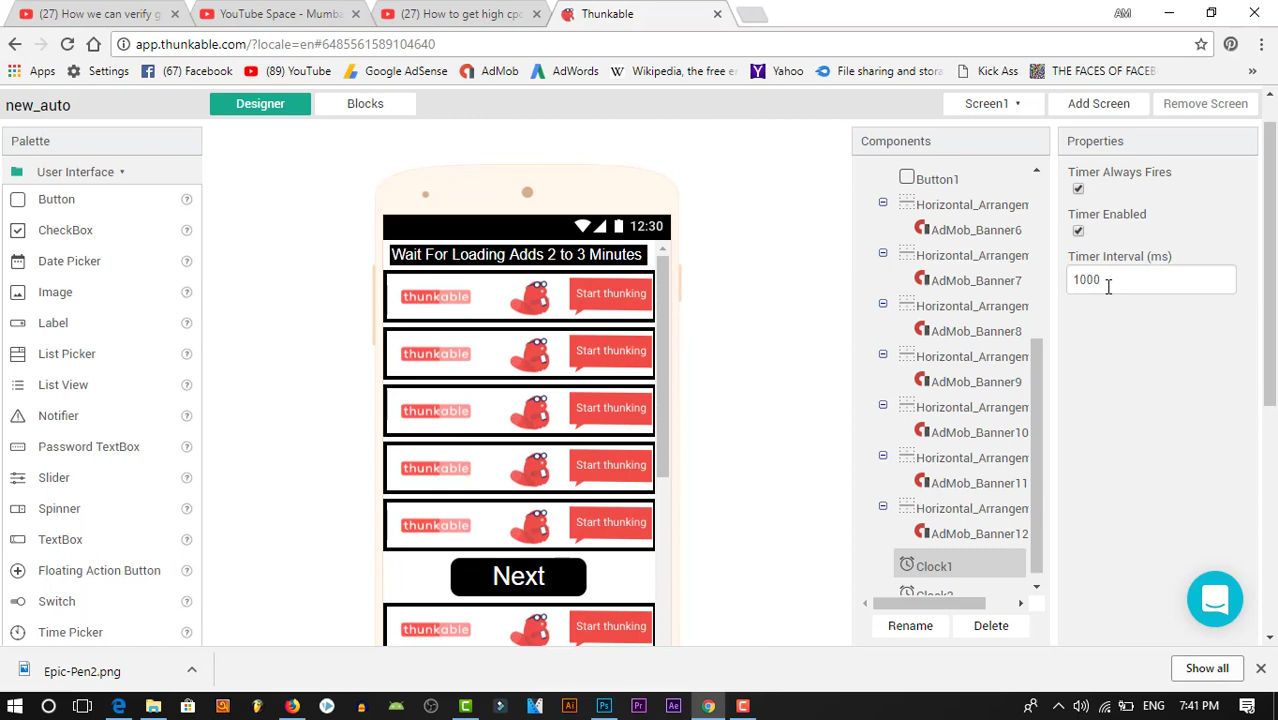 (27) How we can verify g
YouTube Space - Mumba
(27) How to get high cpc
Thunkable
AM
app.thunkable.com/?locale=en#6485561589104640
Apps
Settings
(67) Facebook
(89) YouTube
Google AdSense
AdMob
AdWords
Wikipedia, the free e
Yahoo
File sharing and stora
Kick Ass
THE FACES OF FACEB
new_auto
Designer
Blocks
Screen1
Add Screen
Remove Screen
Palette
Components
Properties
User Interface
Button
CheckBox
Date Picker
Image
Label
List Picker
List View
Notifier
Password TextBox
Slider
Spinner
TextBox
Floating Action Button
Switch
Time Picker
12:30
Wait For Loading Adds 2 to 3 Minutes
thunkable
Start thunking
thunkable
Start thunking
thunkable
Start thunking
thunkable
Start thunking
thunkable
Start thunking
Next
thunkable
Start thunking
Button1
Horizontal_Arrangem
AdMob_Banner6
Horizontal_Arrangem
AdMob_Banner7
Horizontal_Arrangem
AdMob_Banner8
Horizontal_Arrangem
AdMob_Banner9
Horizontal_Arrangem
AdMob_Banner10
Horizontal_Arrangem
AdMob_Banner11
Horizontal_Arrangem
AdMob_Banner12
Clock1
Clock2
Rename
Delete
Timer Always Fires
Timer Enabled
Timer Interval (ms)
1000
Epic-Pen2.png
Show all
ENG
7:41 PM